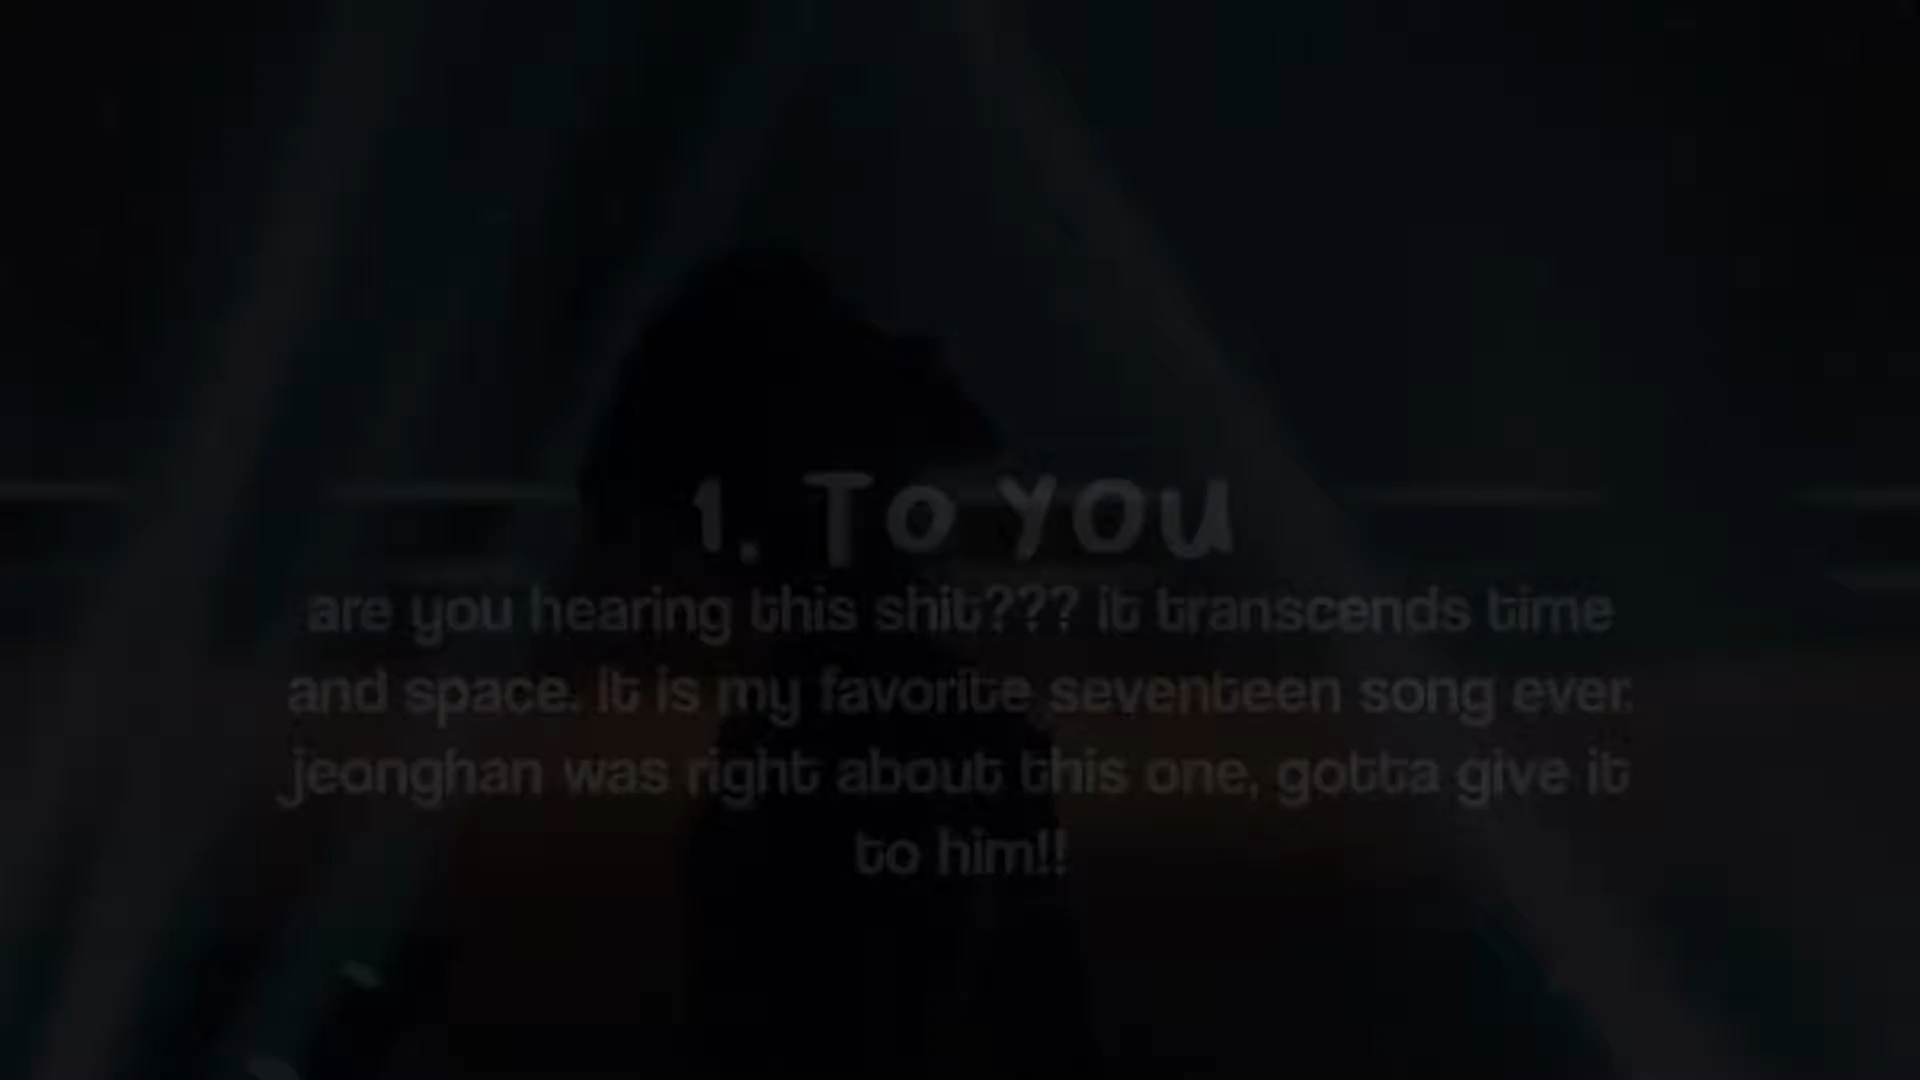 1. To YOU
are you hearing this shit??? it transcends time
and space. It is my favorite seventeen song ever.
jeonghan was right about this one, gotta give it
to him!!